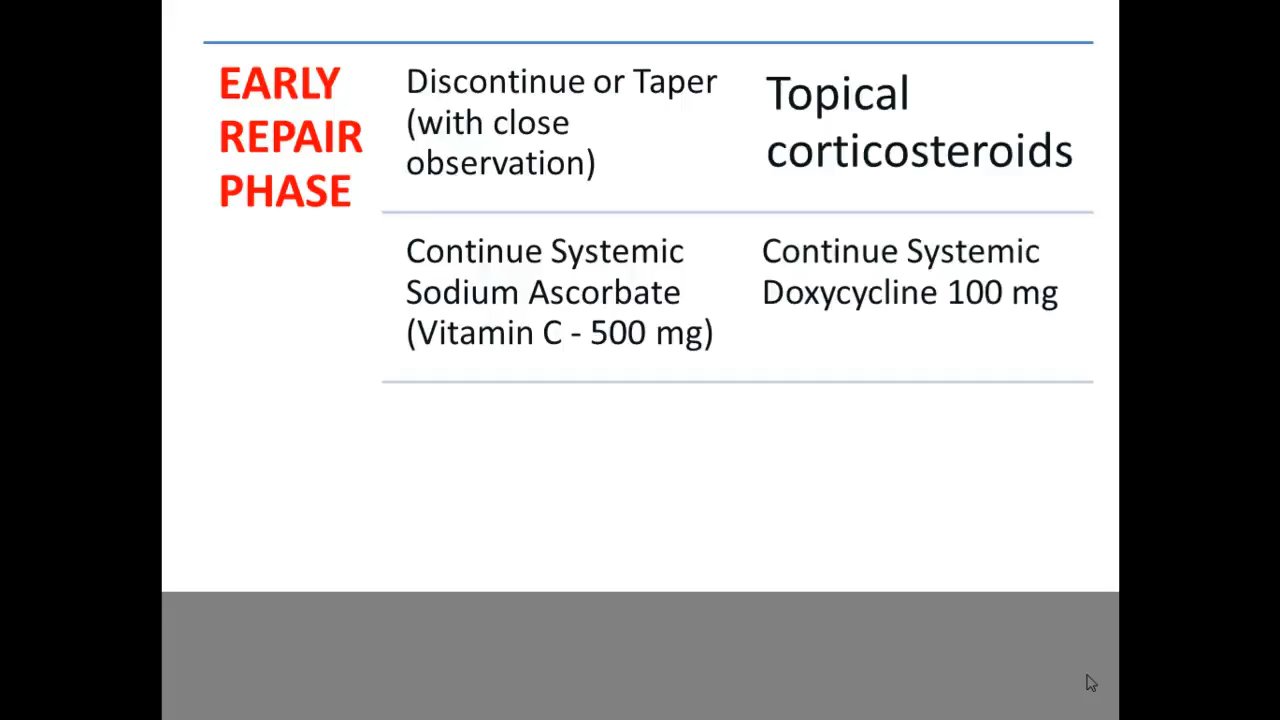 EARLY
REPAIR
PHASE
Discontinue or Taper
(with close
observation)
Topical
corticosteroids
Continue Systemic
Sodium Ascorbate
(Vitamin C - 500 mg)
Continue Systemic
Doxycycline 100 mg